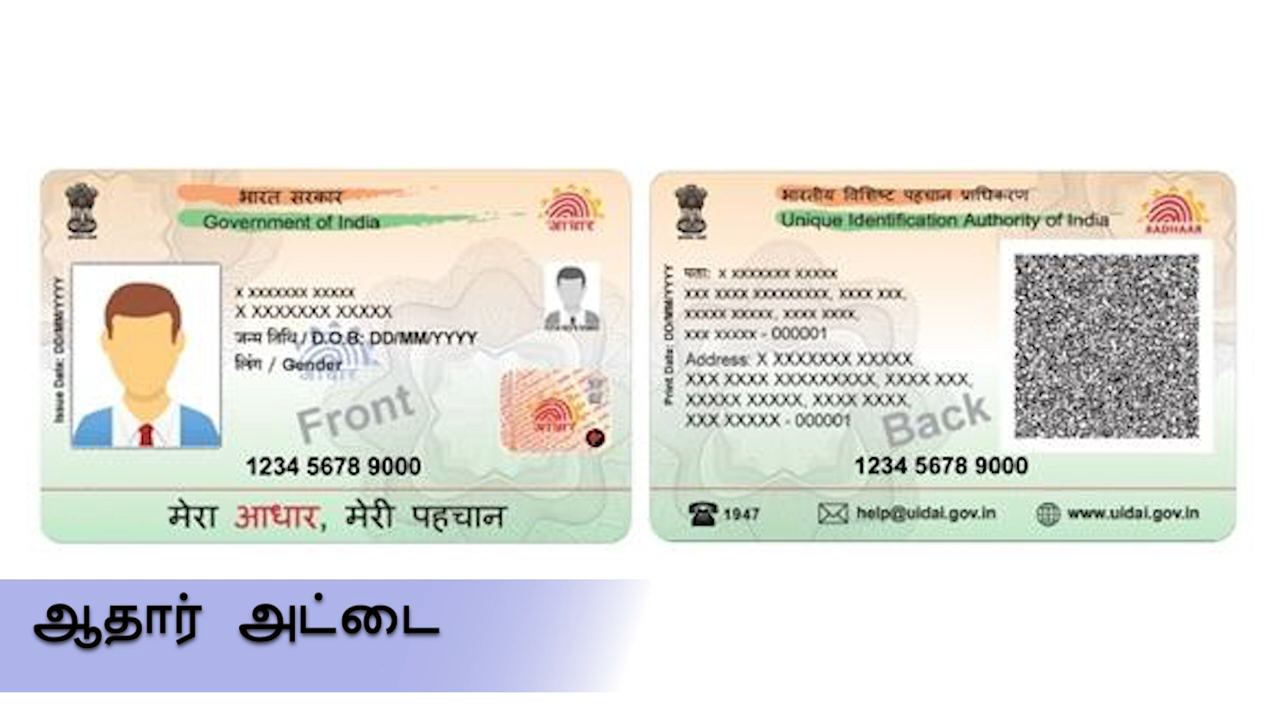 भारत सरकार
Government of India
आधार
Issue Date: DD/MM/YYYY
X XXXXXXX XXXXX
X XXXXXXX XXXXX
जन्म तिथि / D.O.B: DD/MM/YYYY
लिंग / Gender
आधार
Front
आधार
1234 5678 9000
मेरा आधार, मेरी पहचान
भारतीय विशिष्ट पहचान प्राधिकरण
Unique Identification Authority of India
AADHAAR
Print Date: DD/MM/YYYY
पता: X XXXXXXX XXXXX
XXX XXXX XXXXXXXXX, XXXX XXX,
XXXXX XXXXX, XXXX XXXX,
XXX XXXXX - 000001
Address: X XXXXXXX XXXXX
XXX XXXX XXXXXXXXX, XXXX XXX,
XXXXX XXXXX, XXXX XXXX,
XXX XXXXX - 000001
Back
1234 5678 9000
1947
help@uidai.gov.in
www.uidai.gov.in
ஆதார் அட்டை